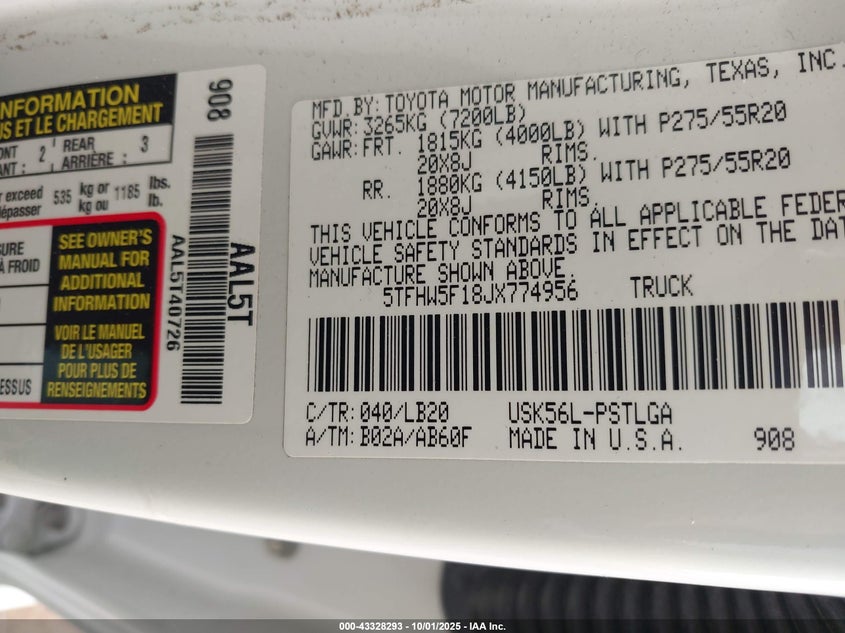 INFORMATION
US ET LE CHARGEMENT
2 REAR 3
ARRIÈRE :
exceed 535 kg or 1185 lbs.
kg ou lb.
À FROID
SEE OWNER'S
MANUAL FOR
ADDITIONAL
INFORMATION
VOIR LE MANUEL
DE L'USAGER
POUR PLUS DE
RENSEIGNEMENTS
908
AAL5T
AAL5T40726
MFD. BY: TOYOTA MOTOR MANUFACTURING, TEXAS, INC.
GVWR: 3265KG (7200LB)
GAWR: FRT. 1815KG (4000LB) WITH P275/55R20
20X8J RIMS.
RR. 1880KG (4150LB) WITH P275/55R20
20X8J RIMS.
THIS VEHICLE CONFORMS TO ALL APPLICABLE FEDER
VEHICLE SAFETY STANDARDS IN EFFECT ON THE DAT
MANUFACTURE SHOWN ABOVE.
5TFHW5F18JX774956 TRUCK
C/TR: 040/LB20 USK56L-PSTLGA
A/TM: B02A/AB60F MADE IN U.S.A. 908
000-43328293 - 10/01/2025 - IAA Inc.